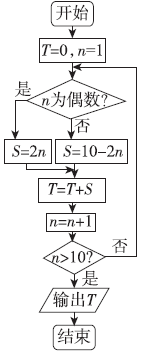 开始
T=0,n=1
是
n为偶数?
否
S=2n
S=10-2n
T=T+S
n=n+1
n>10?
否
是
输出T
结束